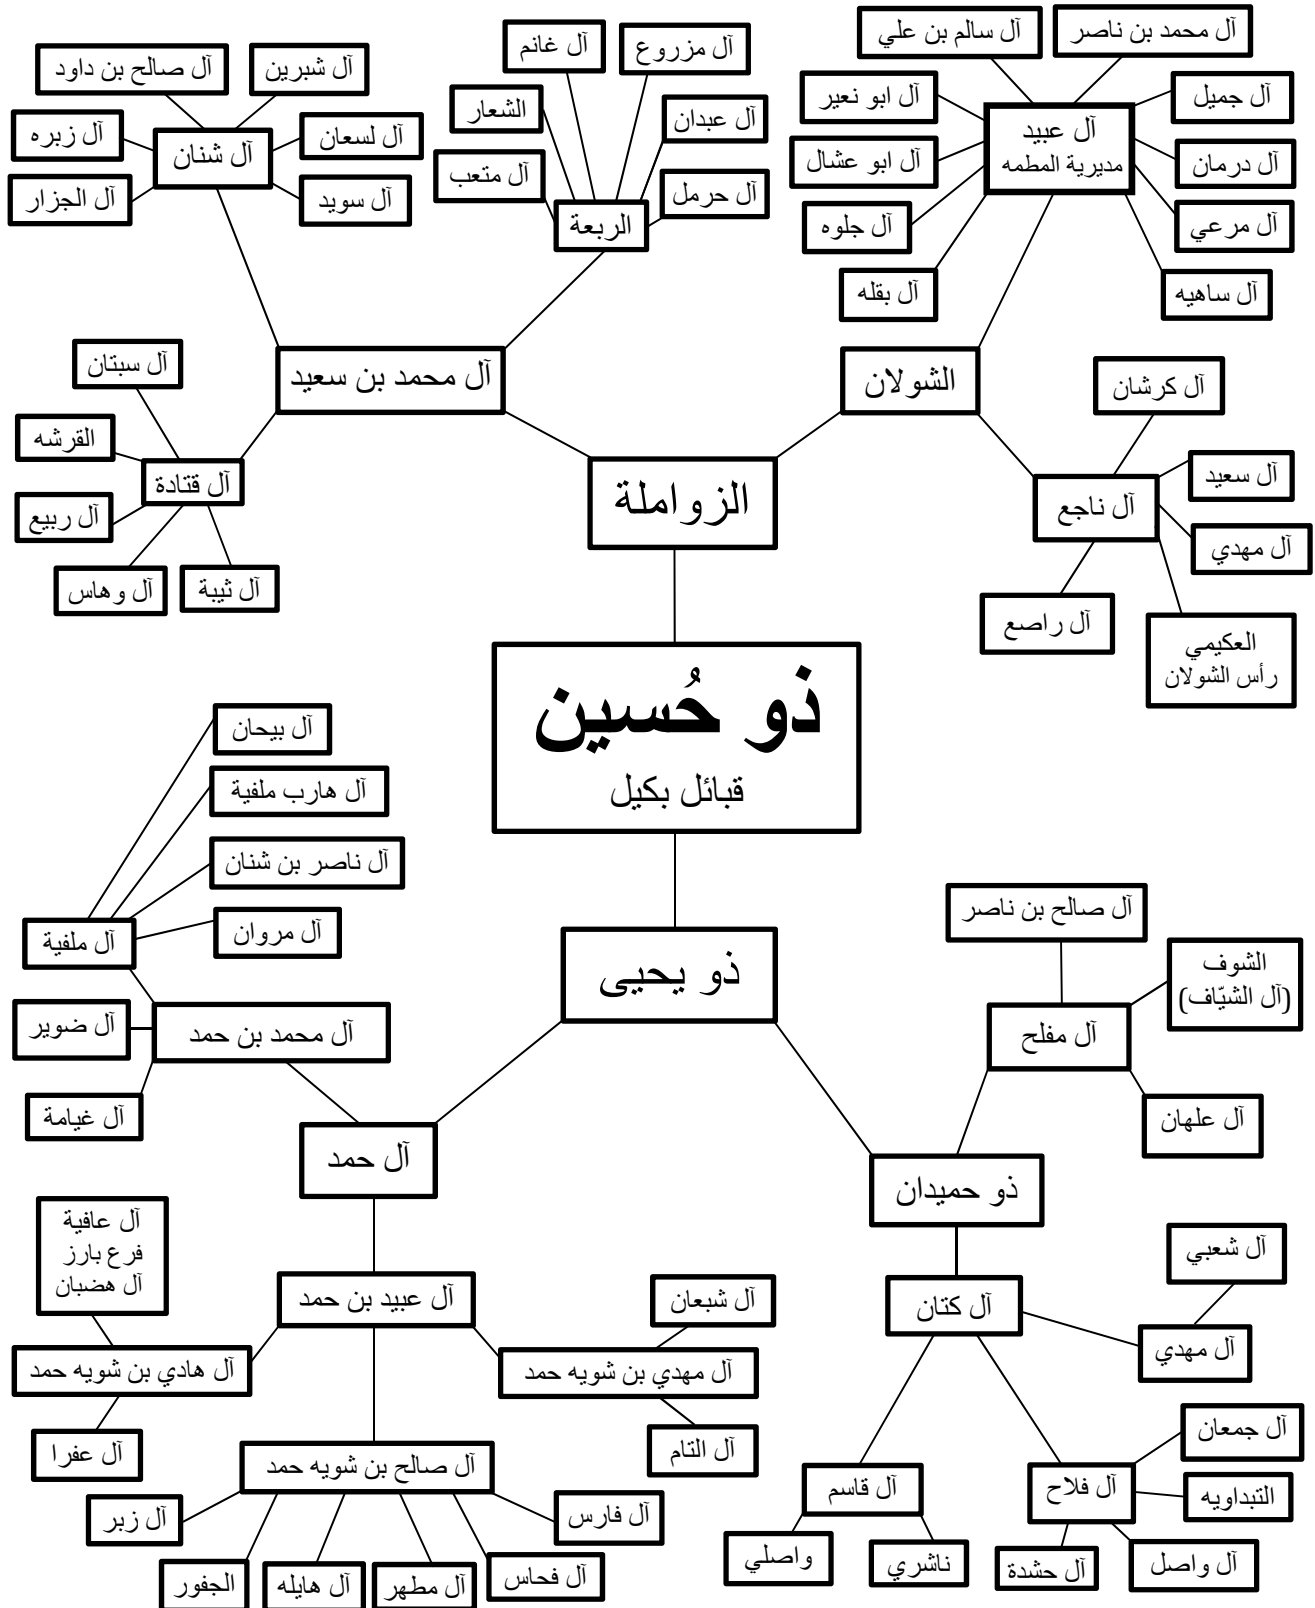 آل محمد بن ناصر
آل سالم بن علي
آل جميل
آل ابو نعير
آل عبيد
مديرية المطمه
آل درمان
آل ابو عشال
آل مرعي
آل جلوه
آل ساهيه
آل بقله
آل مزروع
آل غانم
آل عبدان
الشعار
آل حرمل
آل متعب
الربعة
آل شبرين
آل صالح بن داود
آل لسعان
آل شنان
آل زبره
آل سويد
آل الجزار
الشولان
آل محمد بن سعيد
آل كرشان
آل سعيد
آل ناجع
آل مهدي
آل راصع
العكيمي
رأس الشولان
آل سبتان
القرشه
آل قتادة
آل ربيع
آل ثيبة
آل وهاس
الزواملة
ذو حُسين
قبائل بكيل
ذو يحيى
آل بيحان
آل هارب ملفية
آل ناصر بن شنان
آل مروان
آل ملفية
آل محمد بن حمد
آل ضوير
آل غيامة
آل صالح بن ناصر
الشوف
(آل الشيّاف)
آل مفلح
آل علهان
ذو حميدان
آل حمد
آل شعبي
آل كتان
آل مهدي
آل عافية
فرع بارز
آل هضبان
آل عبيد بن حمد
آل شبعان
آل مهدي بن شويه حمد
آل هادي بن شويه حمد
آل التام
آل عفرا
آل صالح بن شويه حمد
آل فارس
آل زبر
آل فحاس
آل مطهر
آل هايله
الجفور
آل جمعان
آل فلاح
التبداويه
آل واصل
آل حشدة
آل قاسم
ناشري
واصلي